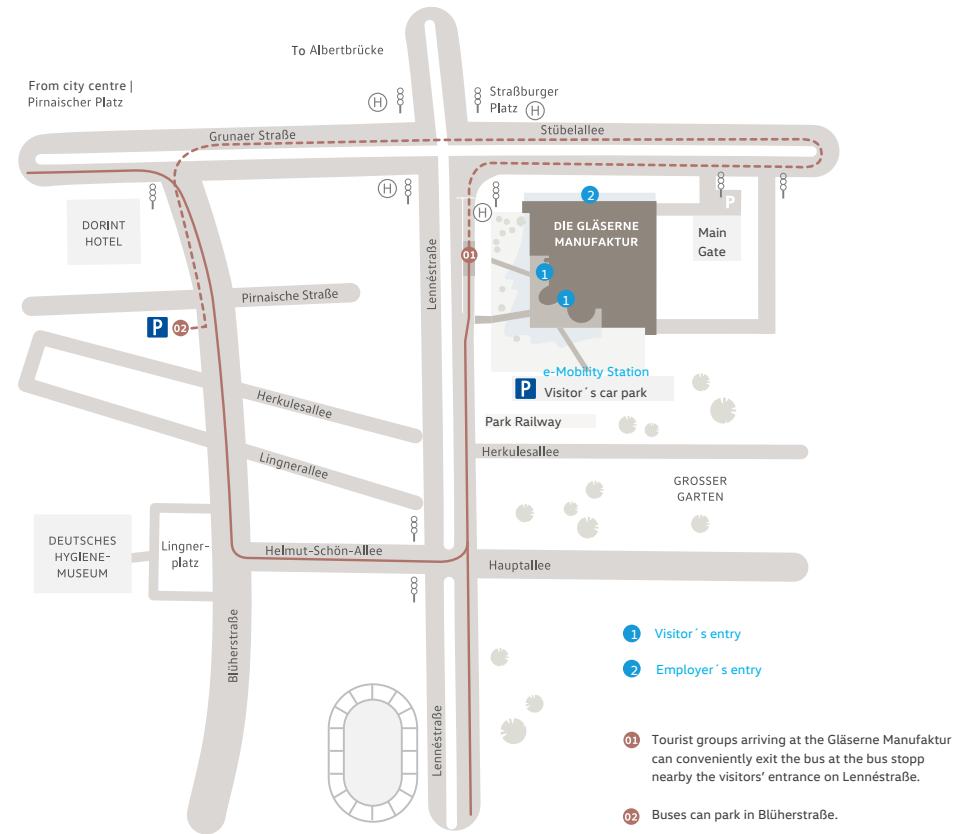 To Albertbrücke
From city centre |
Pirnaischer Platz
H
Straßburger
Platz
H
Grunaer Straße
Stübelallee
H
2
P
H
DORINT
HOTEL
DIE GLÄSERNE
MANUFAKTUR
Main
Gate
Lennéstraße
01
1
1
Pirnaische Straße
P
02
e-Mobility Station
P
Visitor´s car park
Herkulesallee
Park Railway
Herkulesallee
Lingnerallee
GROSSER
GARTEN
DEUTSCHES
HYGIENE-
MUSEUM
Lingner-
platz
Helmut-Schön-Allee
Hauptallee
Blüherstraße
Lennéstraße
1 Visitor´s entry
2 Employer´s entry
01 Tourist groups arriving at the Gläserne Manufaktur
can conveniently exit the bus at the bus stopp
nearby the visitors’ entrance on Lennéstraße.
02 Buses can park in Blüherstraße.